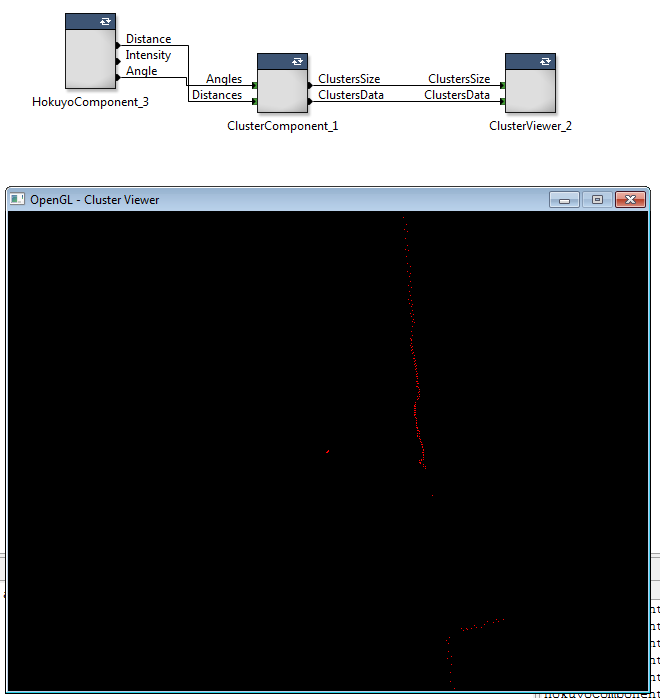 Distance
Intensity
Angle
HokuyoComponent_3
Angles
Distances
ClustersSize
ClustersData
ClusterComponent_1
ClustersSize
ClustersData
ClusterViewer_2
OpenGL - Cluster Viewer